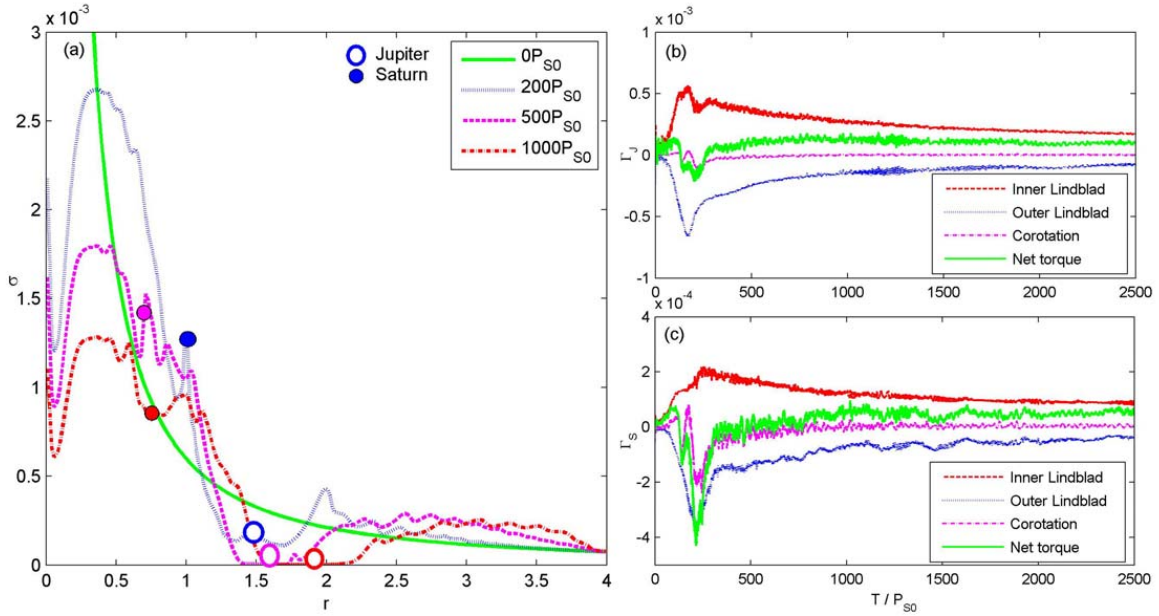 x 10⁻³
(a)
Jupiter
Saturn
0P_S0
200P_S0
500P_S0
1000P_S0
3
2.5
2
1.5
1
0.5
0
σ
0 0.5 1 1.5 2 2.5 3 3.5 4
r
x 10⁻³
(b)
1
0.5
0
-0.5
-1
Γ_J
Inner Lindblad
Outer Lindblad
Corotation
Net torque
0 500 1000 1500 2000 2500
x 10⁻⁴
(c)
4
2
0
-2
-4
Γ_S
Inner Lindblad
Outer Lindblad
Corotation
Net torque
0 500 1000 1500 2000 2500
T / P_S0